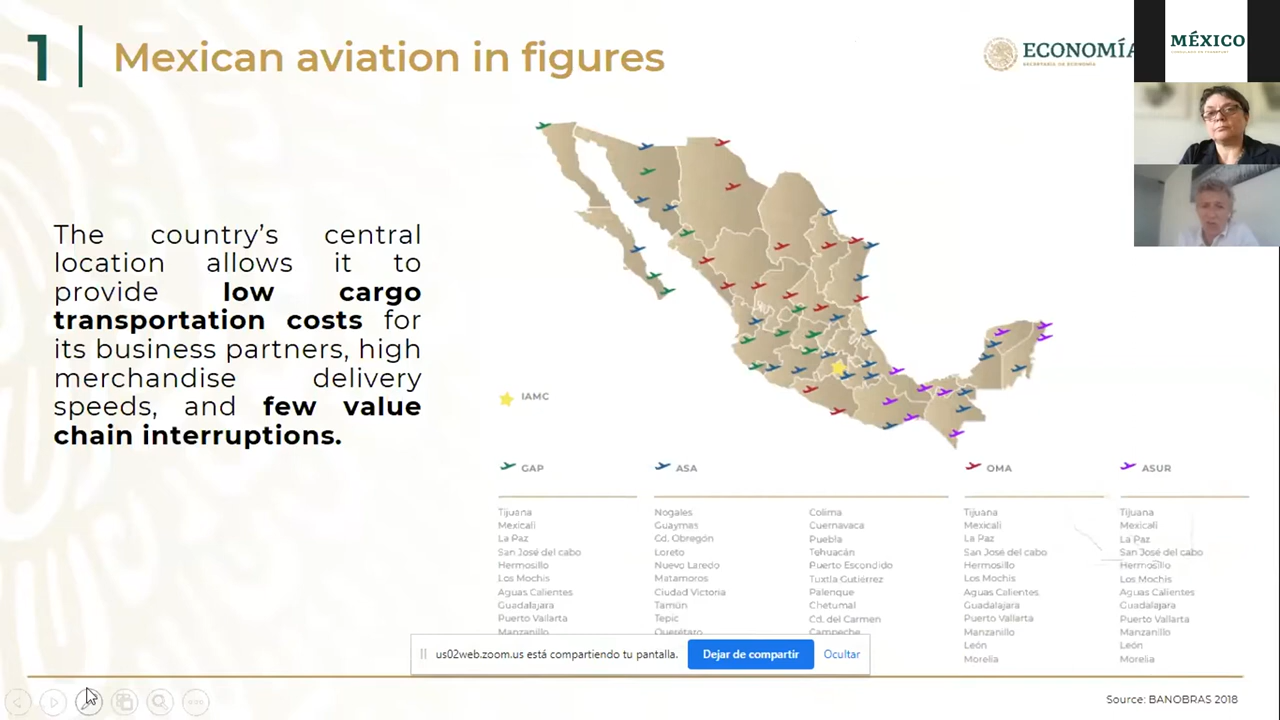 1
Mexican aviation in figures
ECONOMÍA
SECRETARÍA DE ECONOMÍA
MÉXICO
The country's central
location allows it to
provide low cargo
transportation costs for
its business partners, high
merchandise delivery
speeds, and few value
chain interruptions.
IAMC
GAP
Tijuana
Mexicali
La Paz
San José del cabo
Hermosillo
Los Mochis
Aguas Calientes
Guadalajara
Puerto Vallarta
Manzanillo
ASA
Nogales
Guaymas
Cd. Obregón
Loreto
Nuevo Laredo
Matamoros
Ciudad Victoria
Tamún
Tepic
Querétaro
Colima
Cuernavaca
Puebla
Tehuacán
Puerto Escondido
Tuxtla Gutiérrez
Palenque
Chetumal
Cd. del Carmen
Campeche
OMA
Tijuana
Mexicali
La Paz
San José del cabo
Hermosillo
Los Mochis
Aguas Calientes
Guadalajara
Puerto Vallarta
Manzanillo
León
Morelia
ASUR
Tijuana
Mexicali
La Paz
San José del cabo
Hermosillo
Los Mochis
Aguas Calientes
Guadalajara
Puerto Vallarta
Manzanillo
León
Morelia
us02web.zoom.us está compartiendo tu pantalla.
Dejar de compartir
Ocultar
Source: BANOBRAS 2018